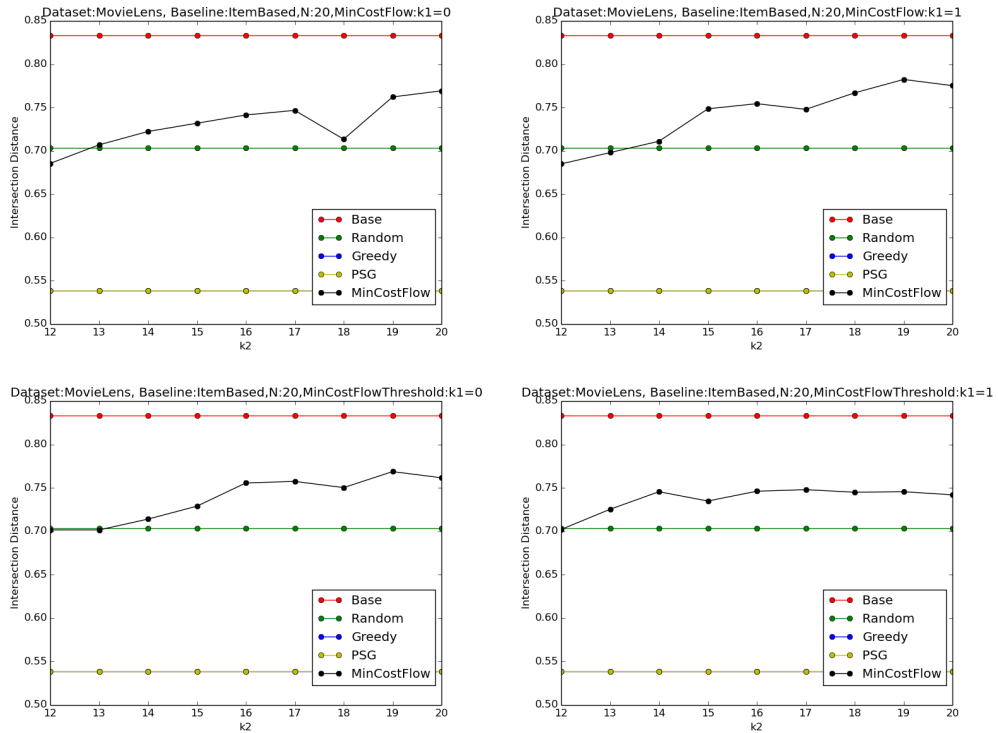 Dataset:MovieLens, Baseline:ItemBased,N:20,MinCostFlow:k1=0
0.85
0.80
0.75
0.70
0.65
0.60
0.55
0.50
Intersection Distance
Base
Random
Greedy
PSG
MinCostFlow
12 13 14 15 16 17 18 19 20
k2
Dataset:MovieLens, Baseline:ItemBased,N:20,MinCostFlow:k1=1
0.85
0.80
0.75
0.70
0.65
0.60
0.55
0.50
Intersection Distance
Base
Random
Greedy
PSG
MinCostFlow
12 13 14 15 16 17 18 19 20
k2
Dataset:MovieLens, Baseline:ItemBased,N:20,MinCostFlowThreshold:k1=0
0.85
0.80
0.75
0.70
0.65
0.60
0.55
0.50
Intersection Distance
Base
Random
Greedy
PSG
MinCostFlow
12 13 14 15 16 17 18 19 20
k2
Dataset:MovieLens, Baseline:ItemBased,N:20,MinCostFlowThreshold:k1=1
0.85
0.80
0.75
0.70
0.65
0.60
0.55
0.50
Intersection Distance
Base
Random
Greedy
PSG
MinCostFlow
12 13 14 15 16 17 18 19 20
k2